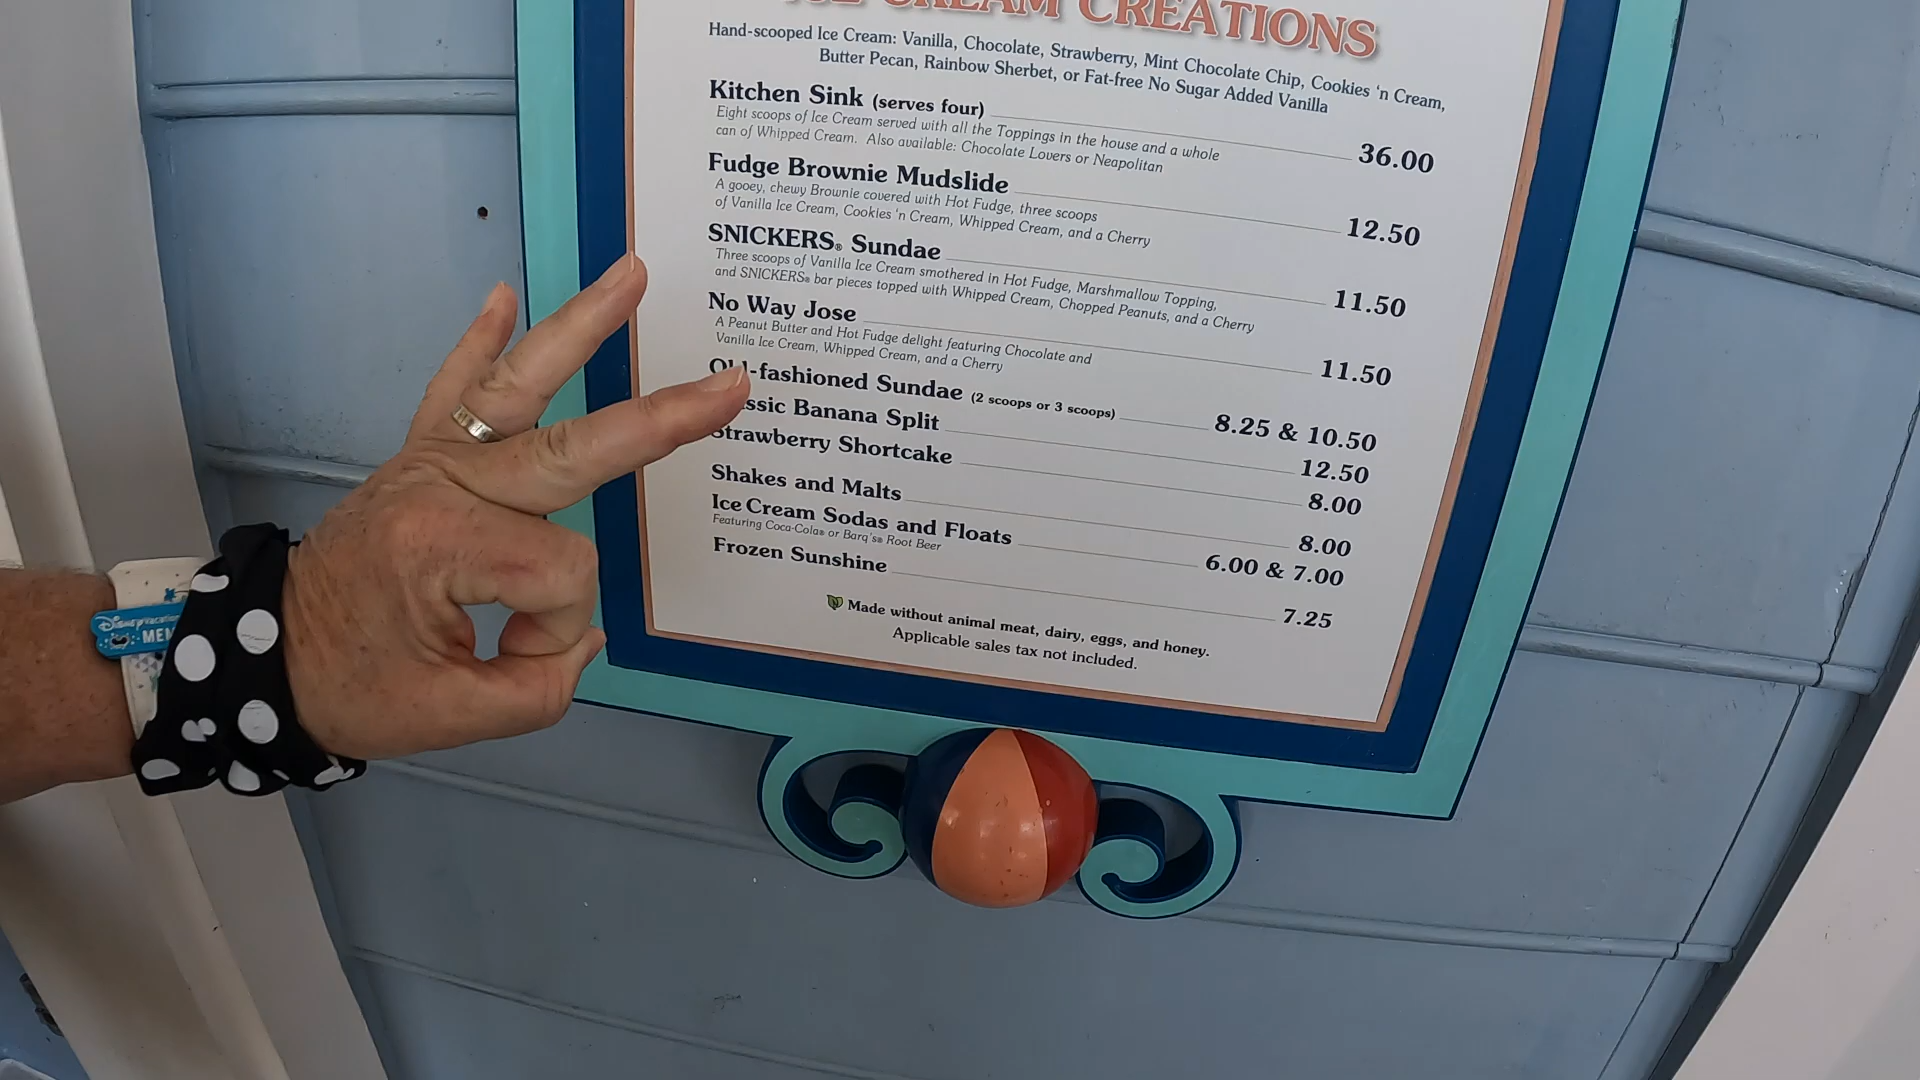 CREAM CREATIONS
Hand-scooped Ice Cream: Vanilla, Chocolate, Strawberry, Mint Chocolate Chip, Cookies 'n Cream,
Butter Pecan, Rainbow Sherbet, or Fat-free No Sugar Added Vanilla
Kitchen Sink (serves four) 36.00
Eight scoops of Ice Cream served with all the Toppings in the house and a whole
can of Whipped Cream. Also available: Chocolate Lovers or Neapolitan
Fudge Brownie Mudslide 12.50
A gooey, chewy Brownie covered with Hot Fudge, three scoops
of Vanilla Ice Cream, Cookies 'n Cream, Whipped Cream, and a Cherry
SNICKERS® Sundae 11.50
Three scoops of Vanilla Ice Cream smothered in Hot Fudge, Marshmallow Topping,
and SNICKERS® bar pieces topped with Whipped Cream, Chopped Peanuts, and a Cherry
No Way Jose 11.50
A Peanut Butter and Hot Fudge delight featuring Chocolate and
Vanilla Ice Cream, Whipped Cream, and a Cherry
Old-fashioned Sundae (2 scoops or 3 scoops) 8.25 & 10.50
Banana Split 12.50
Strawberry Shortcake 8.00
Shakes and Malts 8.00
Ice Cream Sodas and Floats 6.00 & 7.00
Featuring Coca-Cola® or Barq's® Root Beer
Frozen Sunshine 7.25
Made without animal meat, dairy, eggs, and honey.
Applicable sales tax not included.
Disney Vacation